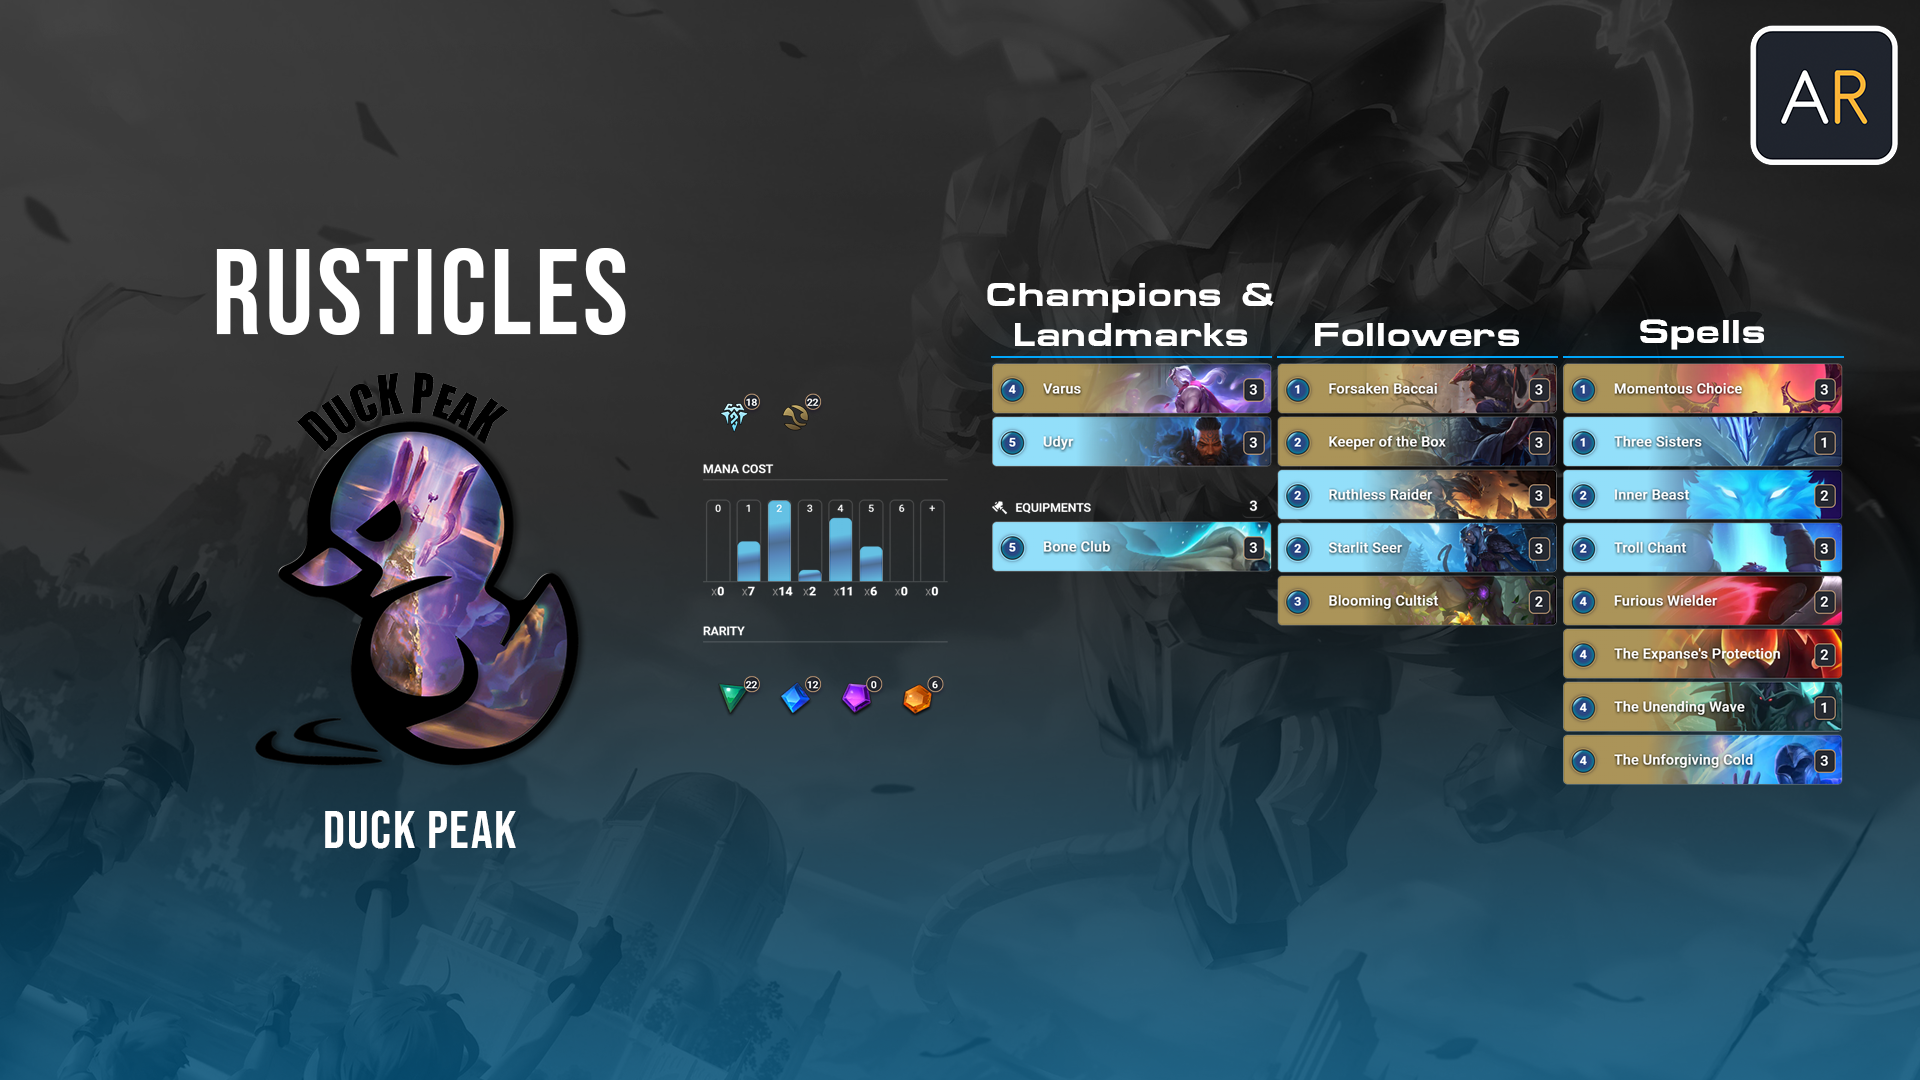 AR
RUSTICLES
DUCK PEAK
DUCK PEAK
18 22
MANA COST
0 1 2 3 4 5 6 +
x0 x7 x14 x2 x11 x6 x0 x0
RARITY
22 12 0 6
Champions &
Landmarks
4 Varus 3
5 Udyr 3
EQUIPMENTS 3
5 Bone Club 3
Followers
1 Forsaken Baccai 3
2 Keeper of the Box 3
2 Ruthless Raider 3
2 Starlit Seer 3
3 Blooming Cultist 2
Spells
1 Momentous Choice 3
1 Three Sisters 1
2 Inner Beast 2
2 Troll Chant 3
4 Furious Wielder 2
4 The Expanse's Protection 2
4 The Unending Wave 1
4 The Unforgiving Cold 3